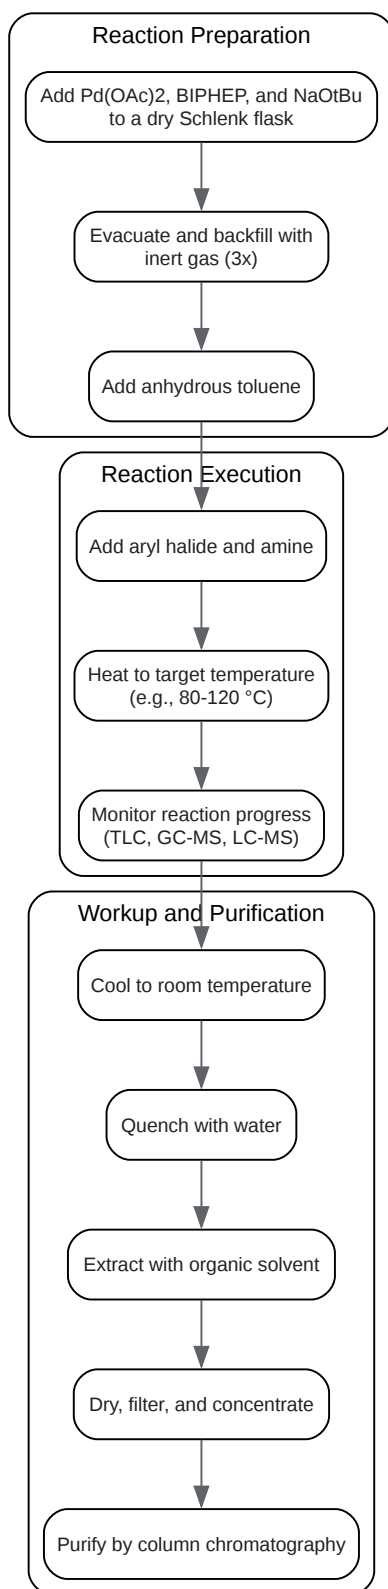 Reaction Preparation
Add Pd(OAc)2, BIPHEP, and NaOtBu
to a dry Schlenk flask
Evacuate and backfill with
inert gas (3x)
Add anhydrous toluene
Reaction Execution
Add aryl halide and amine
Heat to target temperature
(e.g., 80-120 °C)
Monitor reaction progress
(TLC, GC-MS, LC-MS)
Workup and Purification
Cool to room temperature
Quench with water
Extract with organic solvent
Dry, filter, and concentrate
Purify by column chromatography